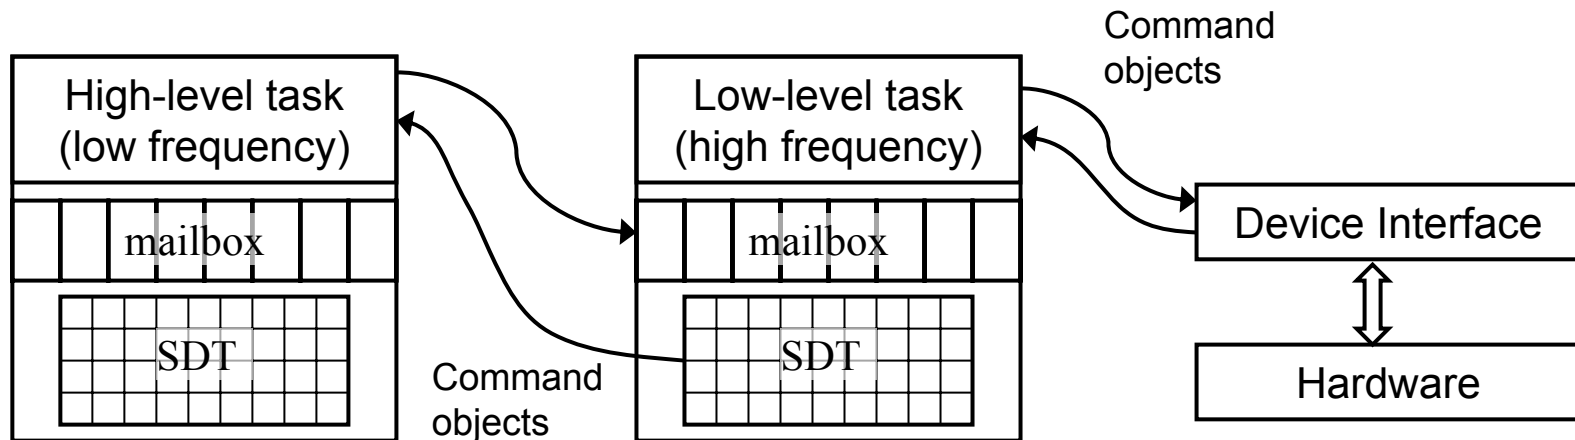 High-level task
(low frequency)
mailbox
SDT
Command
objects
Low-level task
(high frequency)
mailbox
SDT
Command
objects
Device Interface
Hardware